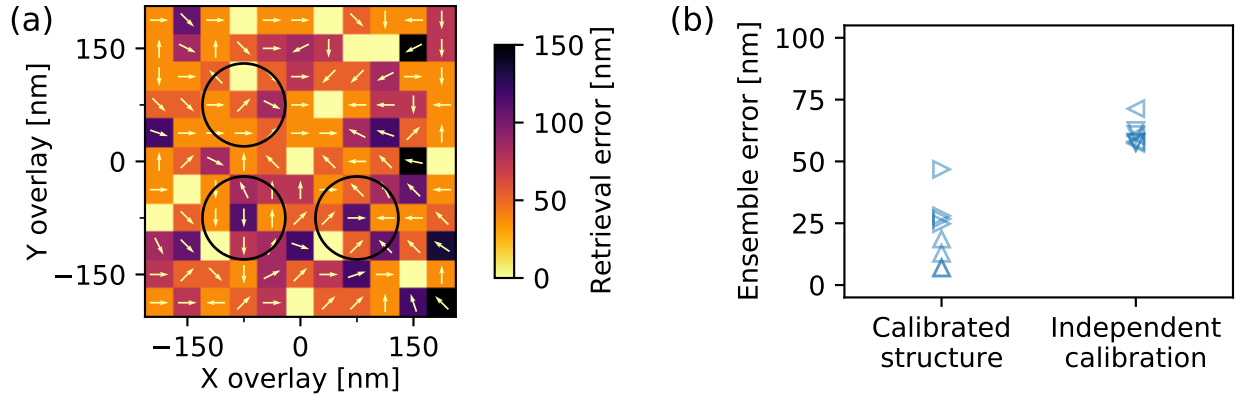 (a)
150
0
−150
Y overlay [nm]
−150 0 150
X overlay [nm]
150
100
50
0
Retrieval error [nm]
(b)
100
75
50
25
0
Ensemble error [nm]
Calibrated
structure
Independent
calibration